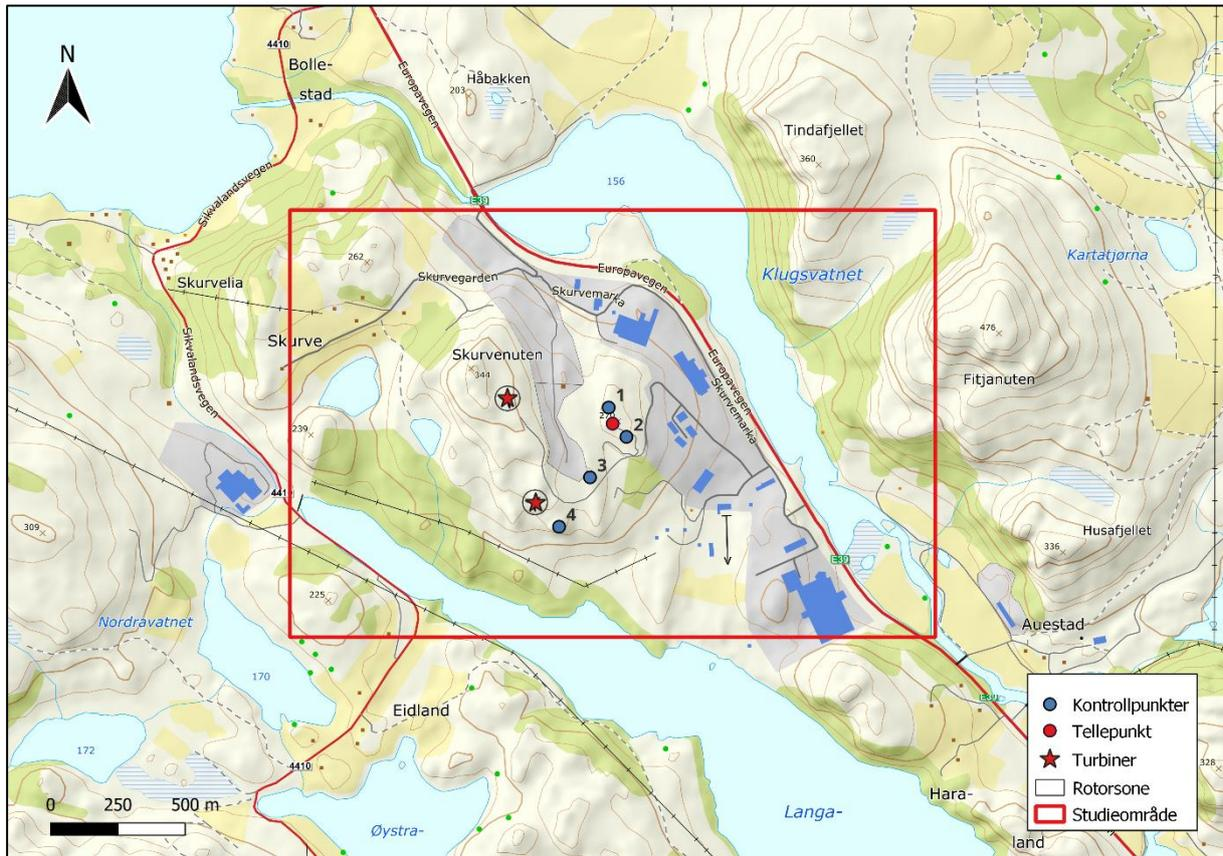 N
4410
Bolle-
stad
Europavegen
203
Håbakken
Tindafjellet
360
156
Sikvalandsvegen
E39
262
Skurvelia
Skurvegarden
Europavegen
Skurvemarka
Klugsvatnet
Kartatjørna
Sikvalandsvegen
Skurve
Skurvenuten
344
476
Fitjanuten
Europavegen
Skurvemarka
1
2
239
3
4
309
E39
336
Husafjellet
225
Nordravatnet
Auestad
170
Eidland
E39
172
4410
328
Hara-
land
Langa-
Øystra-
0 250 500 m
Kontrollpunkter
Tellepunkt
Turbiner
Rotorsone
Studieområde